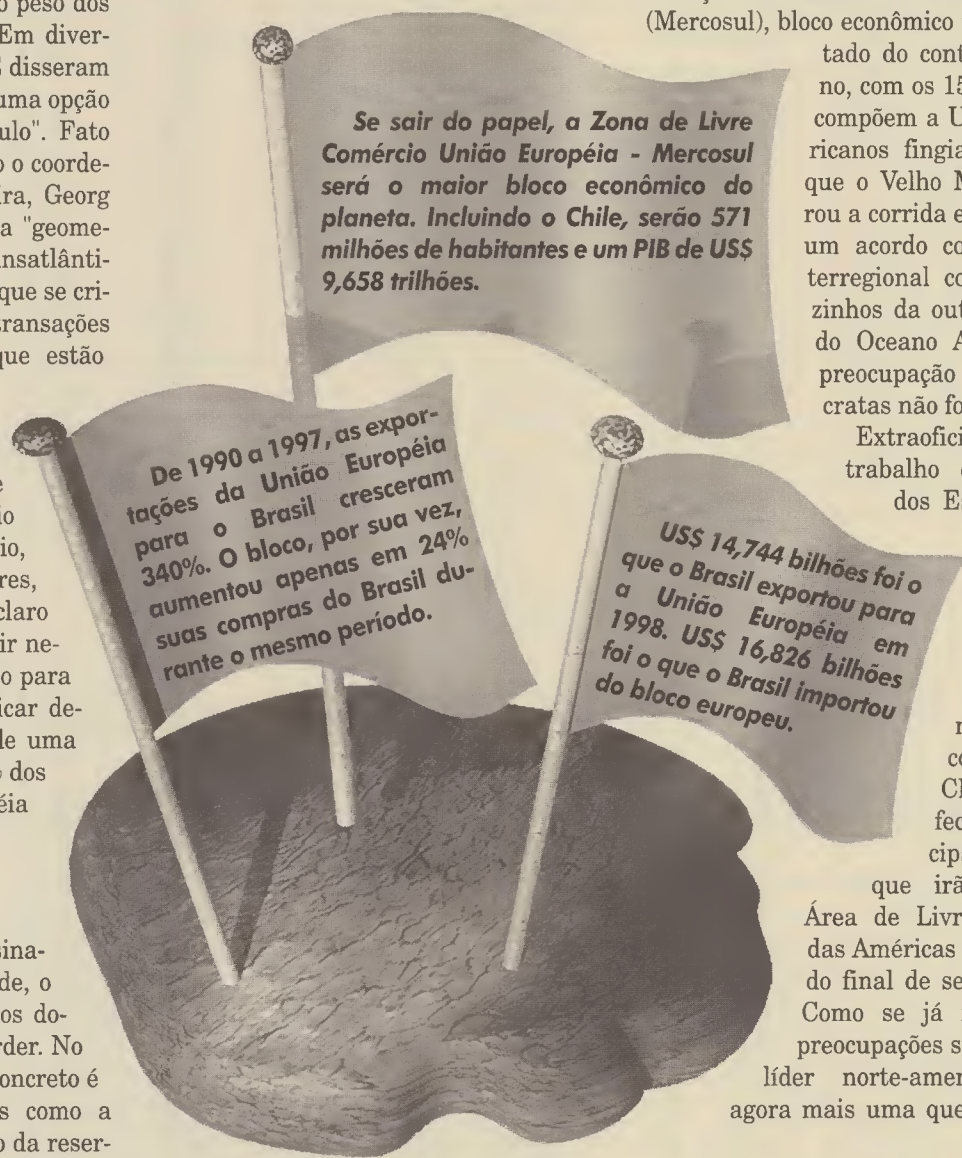 o peso dos
Em diver-
disseram
uma opção
ulo". Fato
o o coorde-
ira, Georg
a "geome-
nsatlânti-
que se cri-
transações
que estão
io,
res,
claro
ir ne-
o para
icar de-
le uma
dos
éia
sina-
de, o
os do-
rder. No
oncreto é
s como a
o da reser-
Se sair do papel, a Zona de Livre
Comércio União Européia - Mercosul
será o maior bloco econômico do
planeta. Incluindo o Chile, serão 571
milhões de habitantes e um PIB de US$
9,658 trilhões.
De 1990 a 1997, as expor-
tações da União Européia
para o Brasil cresceram
340%. O bloco, por sua vez,
aumentou apenas em 24%
suas compras do Brasil du-
rante o mesmo período.
US$ 14,744 bilhões foi o
que o Brasil exportou para
a União Européia em
1998. US$ 16,826 bilhões
foi o que o Brasil importou
do bloco europeu.
(Mercosul), bloco econômico
tado do cont
no, com os 15
compõem a U
ricanos fingia
que o Velho M
rou a corrida e
um acordo co
terregional co
zinhos da out
do Oceano A
preocupação
cratas não fo
Extraofici
trabalho
dos E
co
Cl
fec
cip
que irã
Área de Livr
das Américas
do final de se
Como se já
preocupações s
líder norte-amer
agora mais uma que